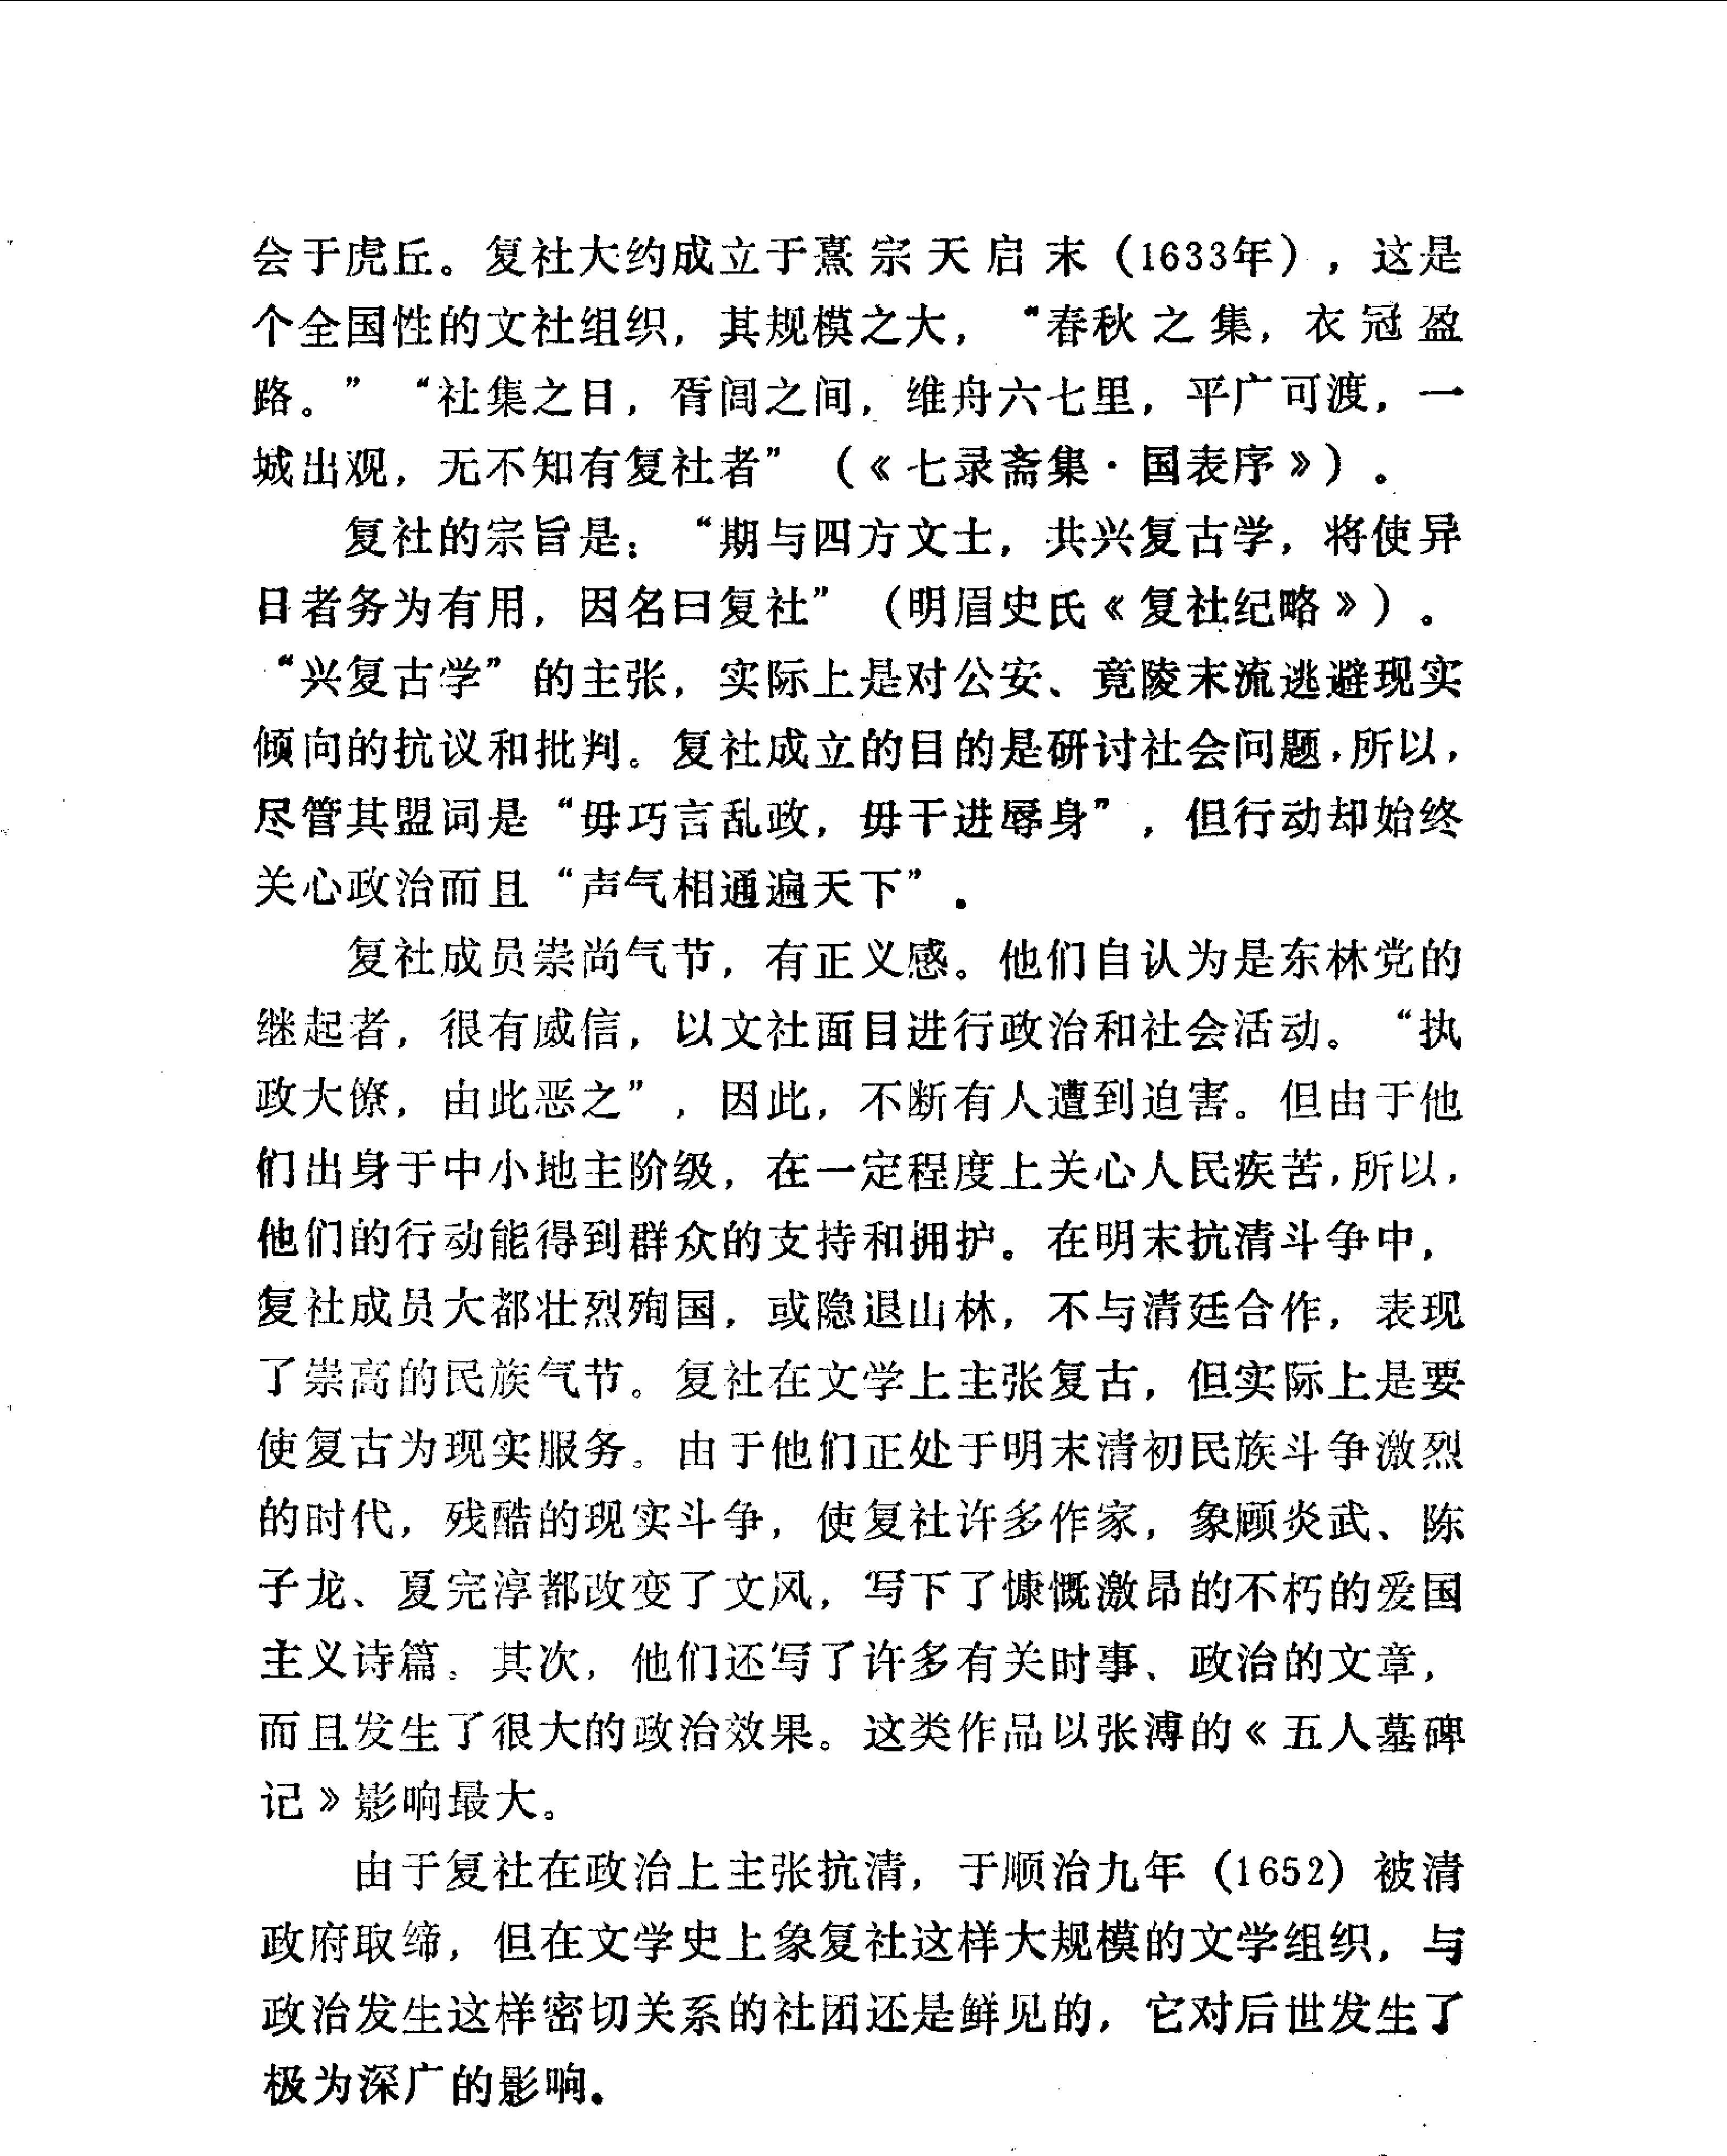 会于虎丘。复社大约成立于熹宗天启末（1633年），这是
个全国性的文社组织，其规模之大，“春秋之集，衣冠盈
路。”“社集之日，胥闾之间，维舟六七里，平广可渡，一
城出观，无不知有复社者”（《七录斋集·国表序》）。
复社的宗旨是：“期与四方文士，共兴复古学，将使异
日者务为有用，因名曰复社”（明眉史氏《复社纪略》）。
“兴复古学”的主张，实际上是对公安、竟陵末流逃避现实
倾向的抗议和批判。复社成立的目的是研讨社会问题，所以，
尽管其盟词是“毋巧言乱政，毋干进辱身”，但行动却始终
关心政治而且“声气相通遍天下”。
复社成员崇尚气节，有正义感。他们自认为是东林党的
继起者，很有威信，以文社面目进行政治和社会活动。“执
政大僚，由此恶之”，因此，不断有人遭到迫害。但由于他
们出身于中小地主阶级，在一定程度上关心人民疾苦，所以，
他们的行动能得到群众的支持和拥护。在明末抗清斗争中，
复社成员大都壮烈殉国，或隐退山林，不与清廷合作，表现
了崇高的民族气节。复社在文学上主张复古，但实际上是要
使复古为现实服务。由于他们正处于明末清初民族斗争激烈
的时代，残酷的现实斗争，使复社许多作家，象顾炎武、陈
子龙、夏完淳都改变了文风，写下了慷慨激昂的不朽的爱国
主义诗篇。其次，他们还写了许多有关时事、政治的文章，
而且发生了很大的政治效果。这类作品以张溥的《五人墓碑
记》影响最大。
由于复社在政治上主张抗清，于顺治九年（1652）被清
政府取缔，但在文学史上象复社这样大规模的文学组织，与
政治发生这样密切关系的社团还是鲜见的，它对后世发生了
极为深广的影响。